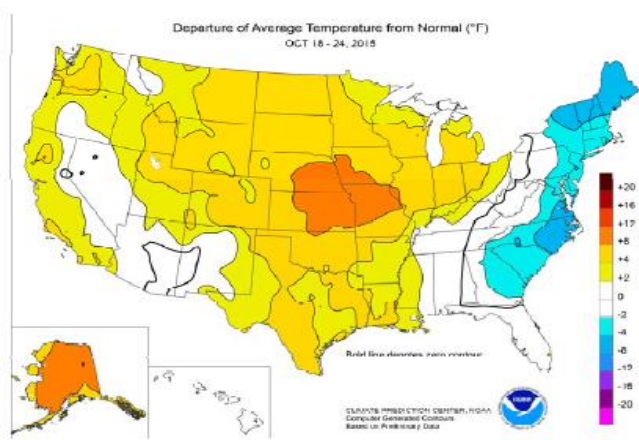 Departure of Average Temperature from Normal (°F)
OCT 18 - 24, 2015
+20
+16
+12
+8
+4
2
0
-2
-4
-8
-12
-16
-20
Bold line denotes zero contour
CLIMATE PREDICTION CENTER, NOAA
Computer Generated Contours
Based on Preliminary Data
NOAA